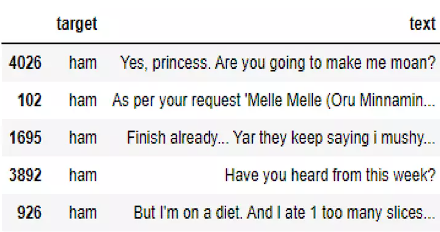 target text
4026 ham Yes, princess. Are you going to make me moan?
102 ham As per your request 'Melle Melle (Oru Minnamin...
1695 ham Finish already... Yar they keep saying i mushy...
3892 ham Have you heard from this week?
926 ham But I'm on a diet. And I ate 1 too many slices...